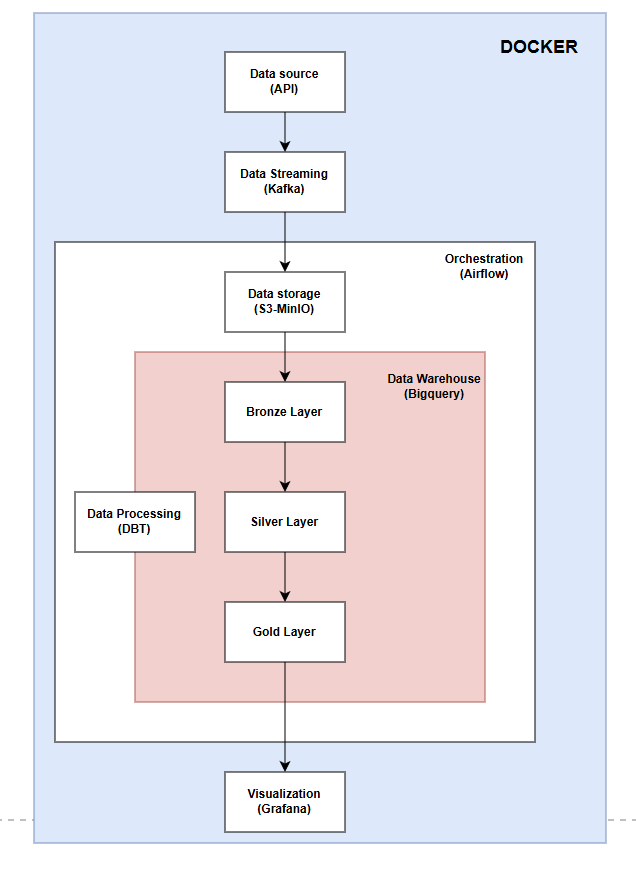 DOCKER
Data source
(API)
Data Streaming
(Kafka)
Orchestration
(Airflow)
Data storage
(S3-MinIO)
Data Warehouse
(Bigquery)
Bronze Layer
Data Processing
(DBT)
Silver Layer
Gold Layer
Visualization
(Grafana)